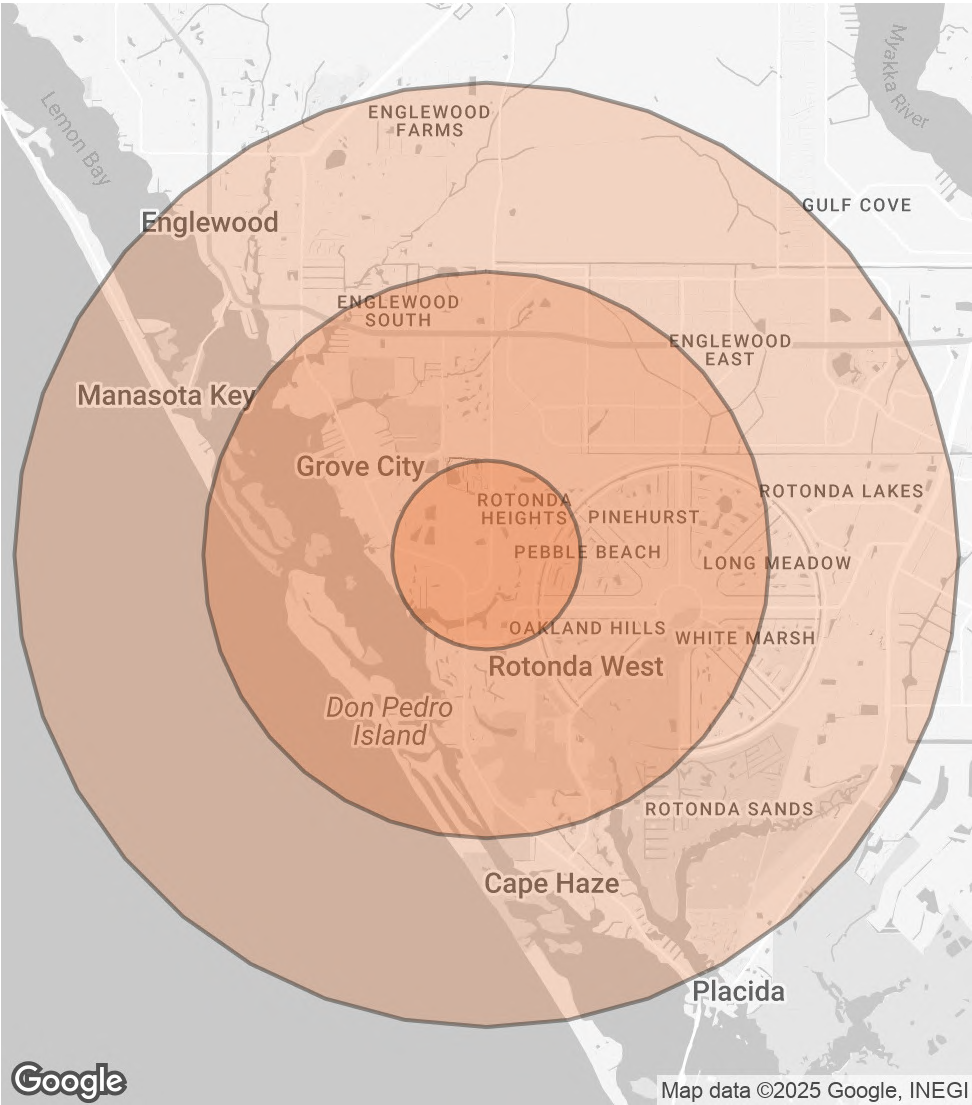 Myakka River
Lemon Bay
ENGLEWOOD
FARMS
GULF COVE
Englewood
ENGLEWOOD
SOUTH
ENGLEWOOD
EAST
Manasota Key
Grove City
ROTONDA
HEIGHTS
ROTONDA LAKES
PINEHURST
PEBBLE BEACH
LONG MEADOW
OAKLAND HILLS
WHITE MARSH
Rotonda West
Don Pedro
Island
ROTONDA SANDS
Cape Haze
Placida
Google
Map data ©2025 Google, INEGI